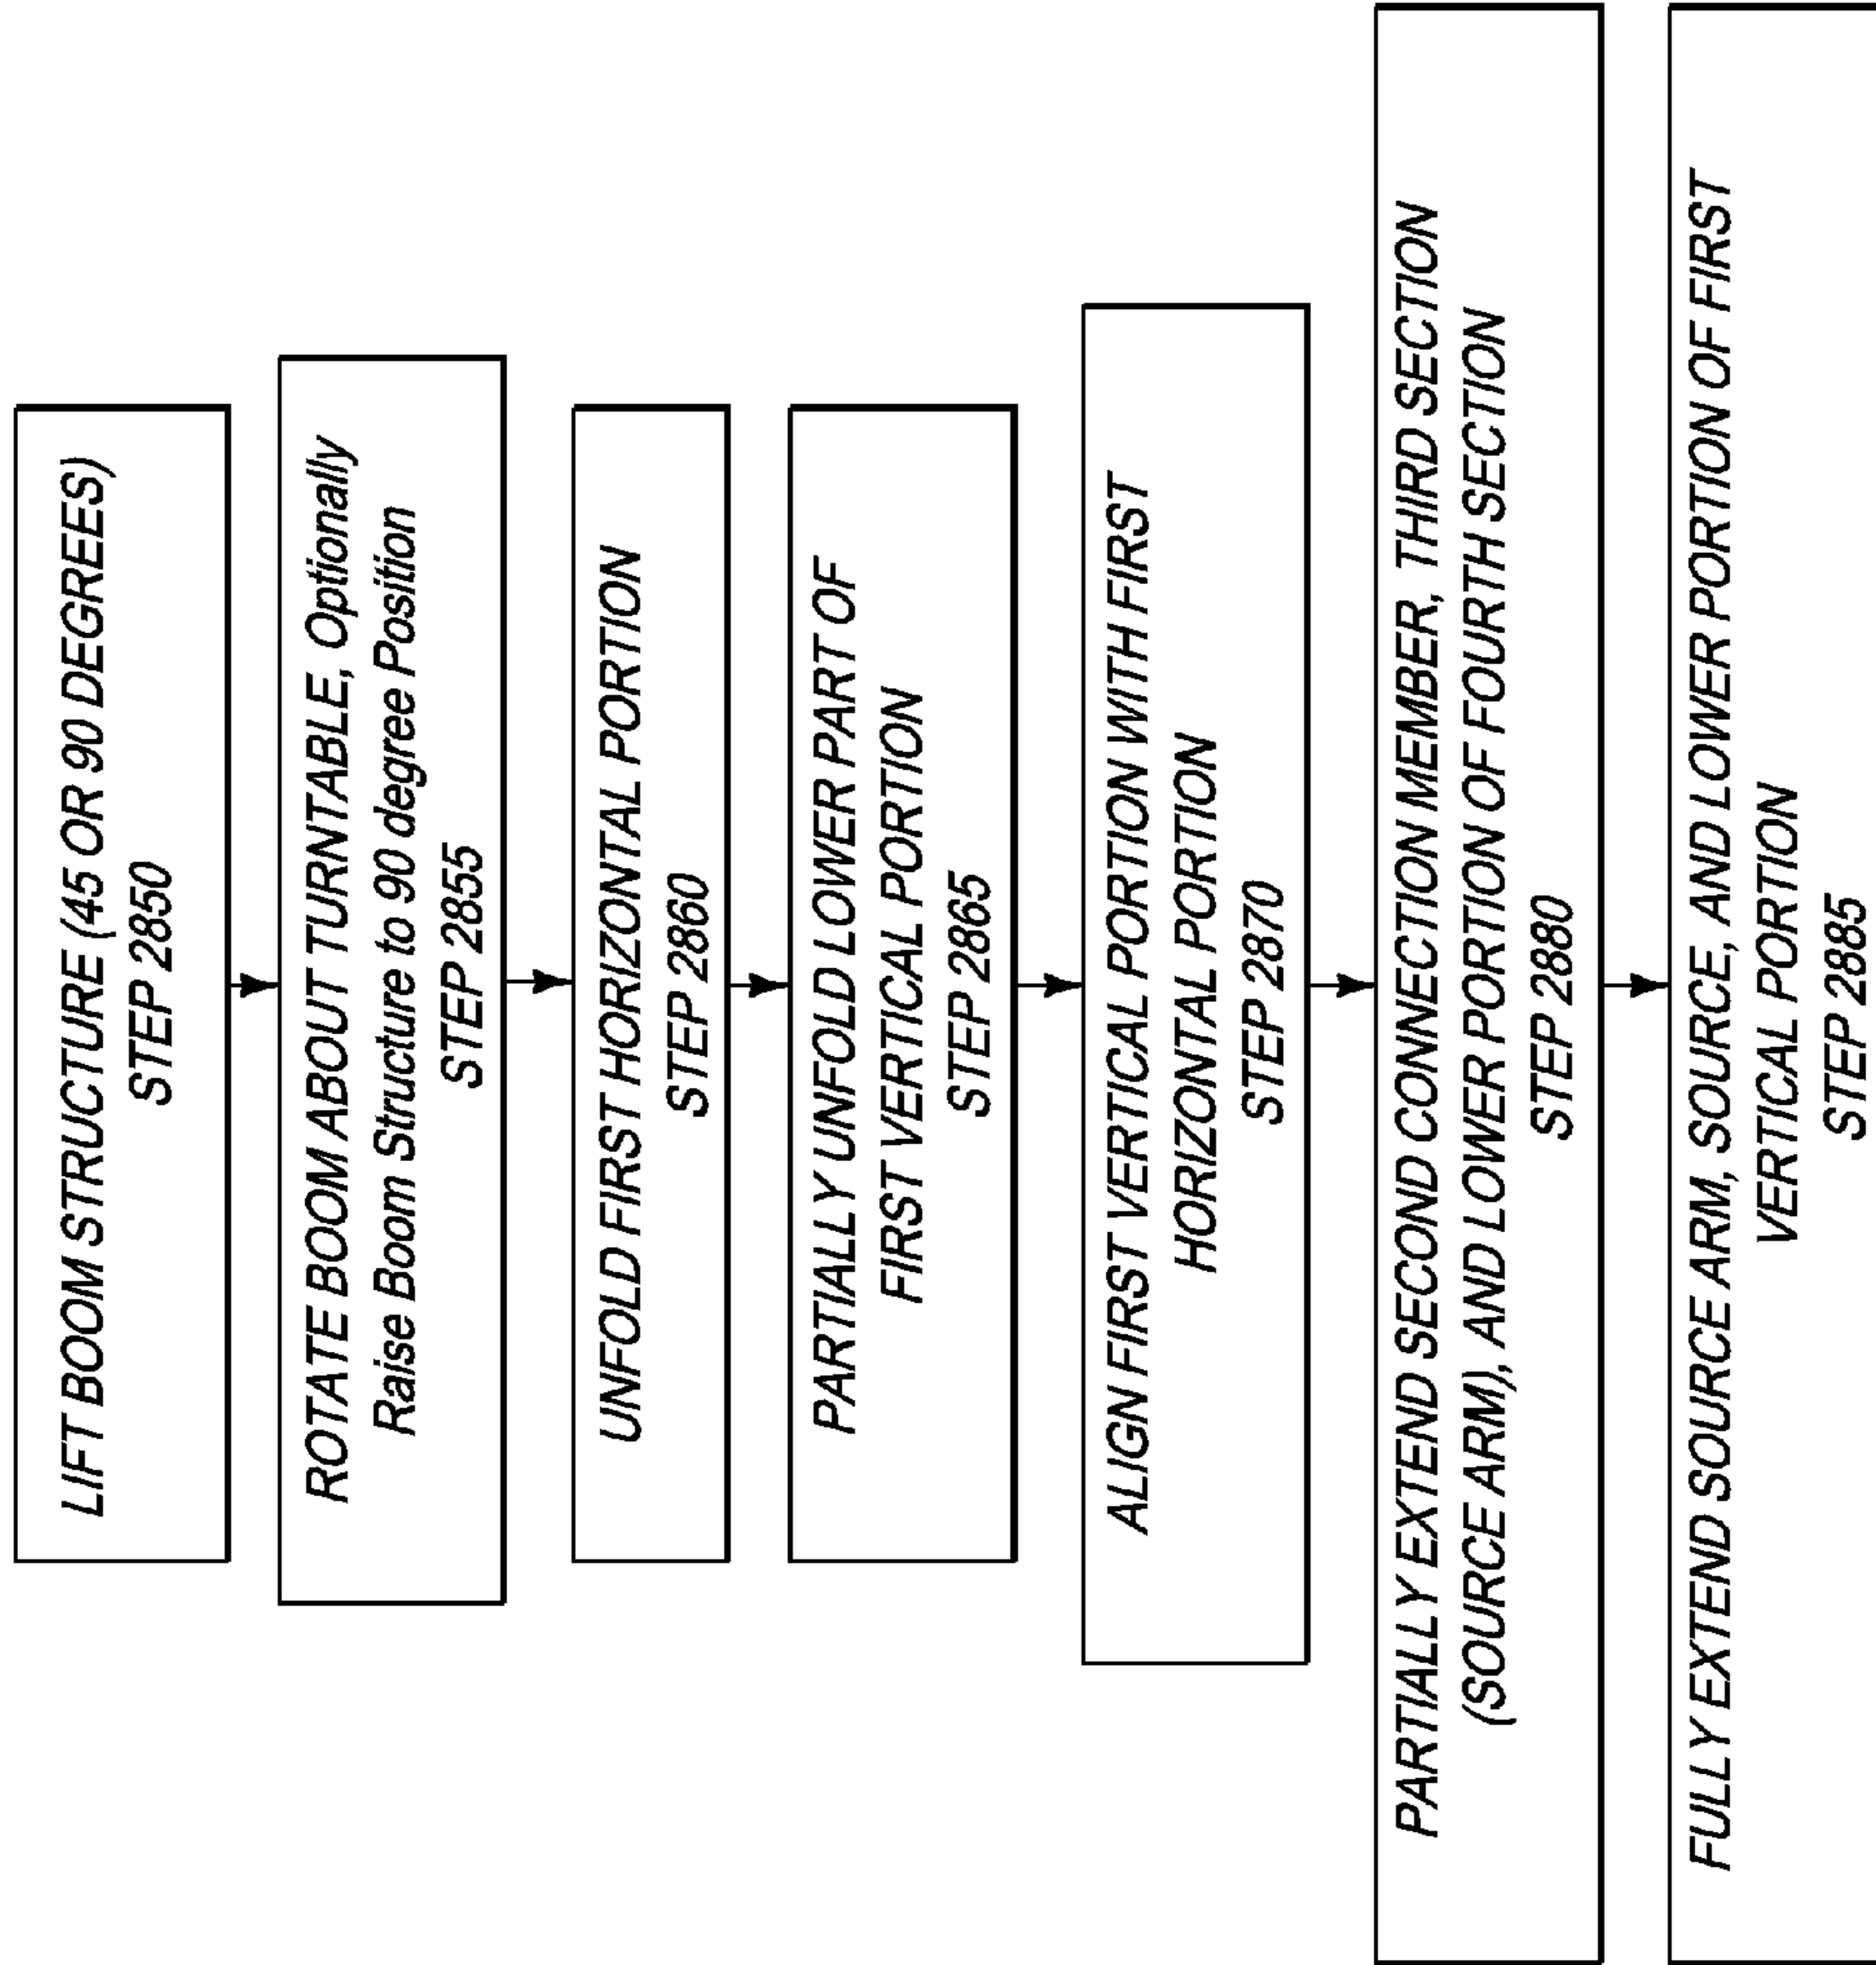 LIFT BOOM STRUCTURE (45 OR 90 DEGREES)
STEP 2850
ROTATE BOOM ABOUT TURNTABLE, Optionally
Raise Boom Structure to 90 degree Position
STEP 2855
UNFOLD FIRST HORIZONTAL PORTION
STEP 2860
PARTIALLY UNFOLD LOWER PART OF
FIRST VERTICAL PORTION
STEP 2865
ALIGN FIRST VERTICAL PORTION WITH FIRST
HORIZONTAL PORTION
STEP 2870
PARTIALLY EXTEND SECOND CONNECTION MEMBER, THIRD SECTION
(SOURCE ARM), AND LOWER PORTION OF FOURTH SECTION
STEP 2880
FULLY EXTEND SOURCE ARM, SOURCE, AND LOWER PORTION OF FIRST
VERTICAL PORTION
STEP 2885